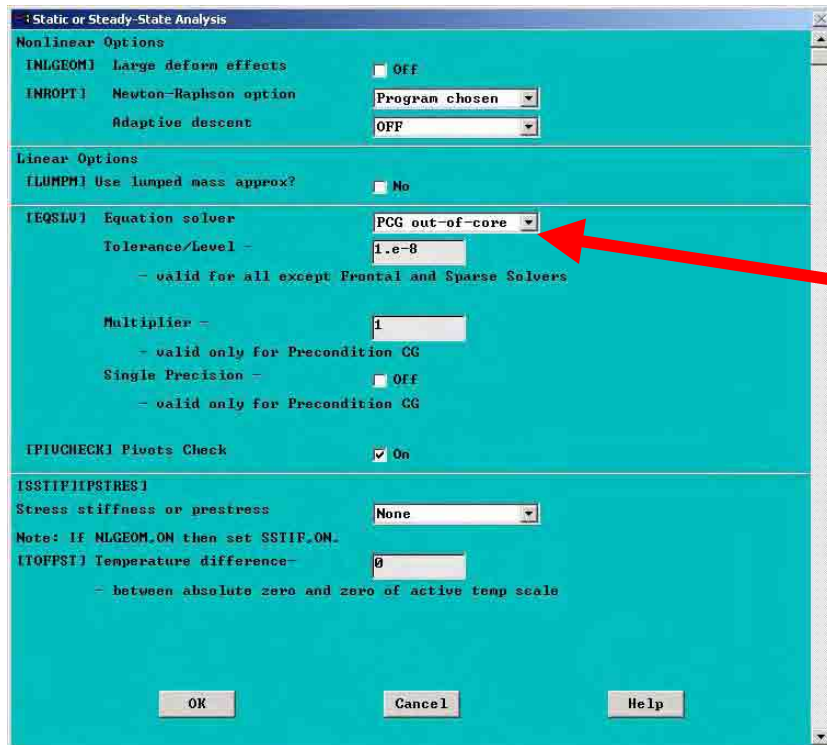 Static or Steady-State Analysis
Nonlinear Options
[NLGEOM] Large deform effects
Off
[NROPT] Newton-Raphson option
Program chosen
Adaptive descent
OFF
Linear Options
[LUMPM] Use lumped mass approx?
No
[EQSLV] Equation solver
PCG out-of-core
Tolerance/Level -
1.e-8
- valid for all except Frontal and Sparse Solvers
Multiplier -
1
- valid only for Precondition CG
Single Precision -
Off
- valid only for Precondition CG
[PIVCHECK] Pivots Check
On
[SSTIF][PSTRES]
Stress stiffness or prestress
None
Note: If NLGEOM,ON then set SSTIF,ON.
[TOFFST] Temperature difference-
0
- between absolute zero and zero of active temp scale
OK
Cancel
Help